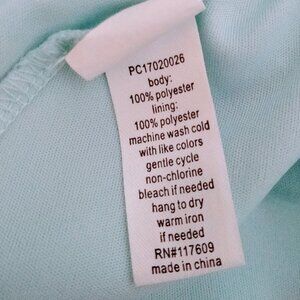 PC17020026
body:
100% polyester
lining:
100% polyester
machine wash cold
with like colors
gentle cycle
non-chlorine
bleach if needed
hang to dry
warm iron
if needed
RN#117609
made in china